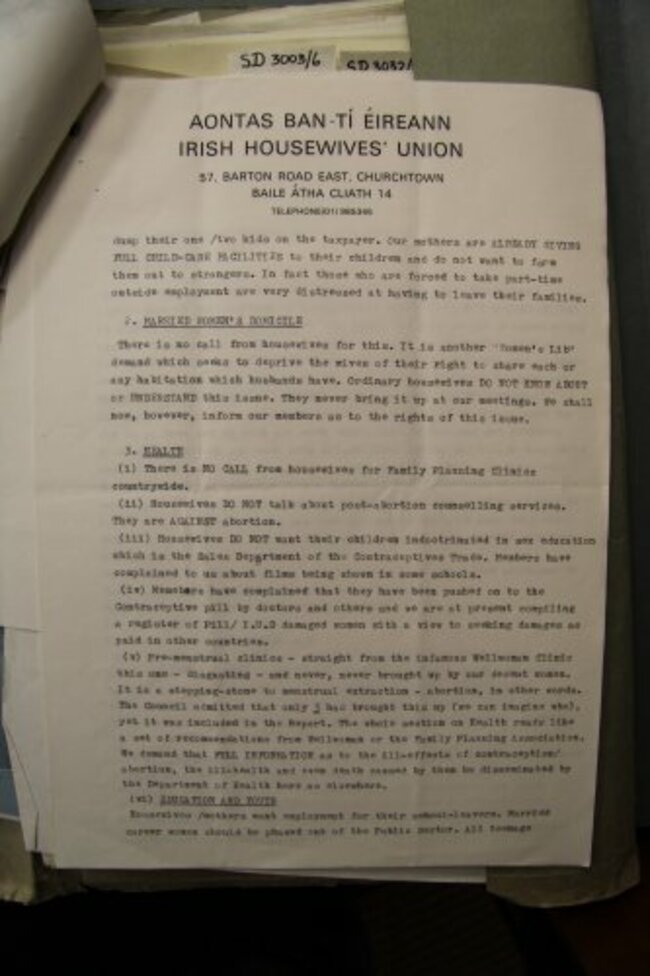 SD 3003/6 SD 3032/
AONTAS BAN-TÍ ÉIREANN
IRISH HOUSEWIVES' UNION
57, BARTON ROAD EAST, CHURCHTOWN
BAILE ÁTHA CLIATH 14
dump their one /two kids on the taxpayer. Our mothers are ALREADY GIVING
FULL CHILD-CARE FACILITIES to their children and do not want to farm
them out to strangers. In fact those who are forced to take part-time
outside employment are very distressed at having to leave their families.
2. MARRIED WOMEN'S DOMICILE
There is no call from housewives for this. It is another "Women's Lib"
demand which seeks to deprive the wives of their right to share each or
any habitation which husbands have. Ordinary housewives DO NOT KNOW ABOUT
or UNDERSTAND this issue. They never bring it up at our meetings. We shall
now, however, inform our members as to the rights of this issue.
3. HEALTH
(i) There is NO CALL from housewives for Family Planning Clinics
countrywide.
(ii) Housewives DO NOT talk about post-abortion counselling services.
They are AGAINST abortion.
(iii) Housewives DO NOT want their children indoctrinated in sex education
which is the Sales Department of the Contraceptives Trade. Members have
complained to us about films being shown in some schools.
(iv) Members have complained that they have been pushed on to the
Contraceptive pill by doctors and others and we are at present compiling
a register of Pill/ I.U.D damaged women with a view to seeking damages as
paid in other countries.
(v) Pre-menstrual clinics - straight from the infamous Wellwoman Clinic
this one - disgusting - and never, never brought up by our decent women.
It is a stepping-stone to menstrual extraction - abortion, in other words.
The Council admitted that only 3 had brought this up (we can imagine who),
yet it was included in the Report. The whole section on Health reads like
a set of recommendations from Wellwoman or the Family Planning Association.
We demand that FULL INFORMATION as to the ill-effects of contraception/
abortion, the illhealth and even death caused by them be disseminated by
the Department of Health here as elsewhere.
(vi) EDUCATION AND YOUTH
Housewives /mothers want employment for their school-leavers. Married
career women should be phased out of the Public Sector. All teenage